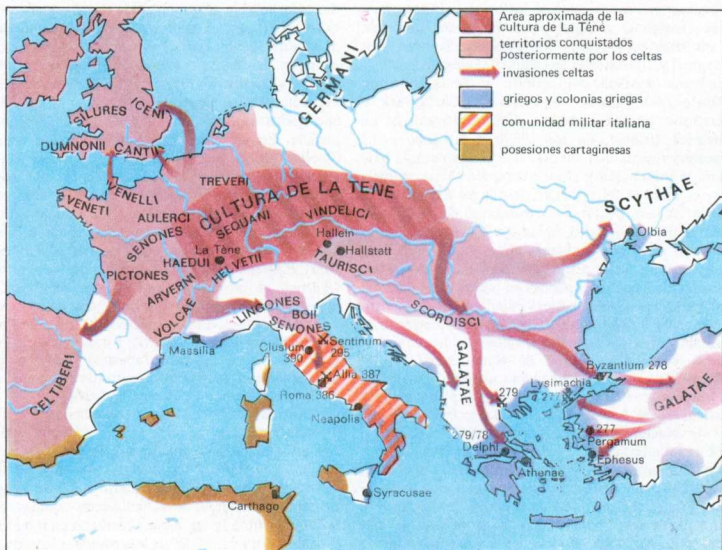 Area aproximada de la
cultura de La Téne
territorios conquistados
posteriormente por los celtas
invasiones celtas
griegos y colonias griegas
comunidad militar italiana
posesiones cartaginesas
GERMANI
ICENI
SILURES
DUMNONII
CANTII
TREVERI
VENELLI
VENETI
AULERCI
CULTURA DE LA TENE
SEQUANI
VINDELICI
SENONES
SCYTHAE
Olbia
Hallein
Hallstatt
La Tène
HAEDUI
HELVETII
TAURISCI
PICTONES
ARVERNI
VOLCAE
LINGONES
BOII
SENONES
SCORDISCI
Massilia
Sentinum
295
Clusium
390
Allia 387
Roma 386
Neapolis
CELTIBERI
GALATAE
Byzantium 278
Lysimachia
GALATAE
279
277
Pergamum
Ephesus
279/78
Delphi
Athenae
Carthago
Syracusae